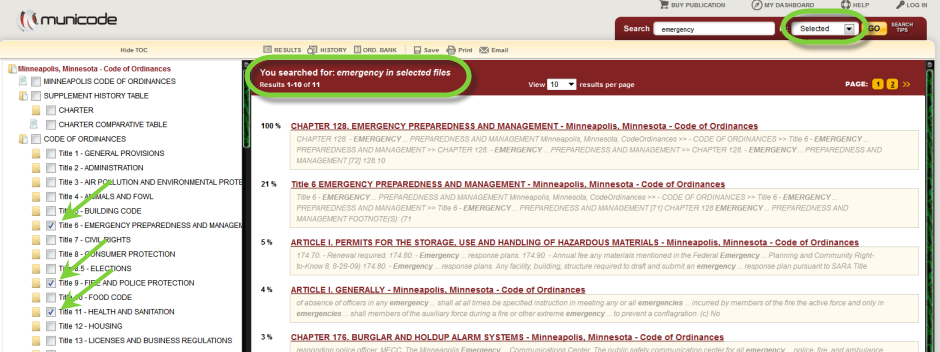 BUY PUBLICATION MY DASHBOARD HELP LOG IN
municode
Search emergency Selected GO SEARCH TIPS
Hide TOC RESULTS HISTORY ORD. BANK Save Print Email
Minneapolis, Minnesota - Code of Ordinances
MINNEAPOLIS CODE OF ORDINANCES
SUPPLEMENT HISTORY TABLE
CHARTER
CHARTER COMPARATIVE TABLE
CODE OF ORDINANCES
Title 1 - GENERAL PROVISIONS
Title 2 - ADMINISTRATION
Title 3 - AIR POLLUTION AND ENVIRONMENTAL PROTE
Title 4 - ANIMALS AND FOWL
Title 5 - BUILDING CODE
Title 6 - EMERGENCY PREPAREDNESS AND MANAGEM
Title 7 - CIVIL RIGHTS
Title 8 - CONSUMER PROTECTION
Title 8.5 - ELECTIONS
Title 9 - FIRE AND POLICE PROTECTION
Title 10 - FOOD CODE
Title 11 - HEALTH AND SANITATION
Title 12 - HOUSING
Title 13 - LICENSES AND BUSINESS REGULATIONS
You searched for: emergency in selected files
Results 1-10 of 11 View 10 results per page PAGE: 1 2 >>
100 % CHAPTER 128. EMERGENCY PREPAREDNESS AND MANAGEMENT - Minneapolis, Minnesota - Code of Ordinances
CHAPTER 128. - EMERGENCY ... PREPAREDNESS AND MANAGEMENT Minneapolis, Minnesota, CodeOrdinances >> - CODE OF ORDINANCES >> Title 6 - EMERGENCY ...
PREPAREDNESS AND MANAGEMENT >> CHAPTER 128. - EMERGENCY ... PREPAREDNESS AND MANAGEMENT >> CHAPTER 128. - EMERGENCY ... PREPAREDNESS AND
MANAGEMENT [72] 128.10
21 % Title 6 EMERGENCY PREPAREDNESS AND MANAGEMENT - Minneapolis, Minnesota - Code of Ordinances
Title 6 - EMERGENCY ... PREPAREDNESS AND MANAGEMENT Minneapolis, Minnesota, CodeOrdinances >> - CODE OF ORDINANCES >> Title 6 - EMERGENCY ...
PREPAREDNESS AND MANAGEMENT >> Title 6 - EMERGENCY ... PREPAREDNESS AND MANAGEMENT [71] CHAPTER 128 EMERGENCY ... PREPAREDNESS AND
MANAGEMENT FOOTNOTE(S): (71
5 % ARTICLE I. PERMITS FOR THE STORAGE, USE AND HANDLING OF HAZARDOUS MATERIALS - Minneapolis, Minnesota - Code of Ordinances
174.70. - Renewal required. 174.80. - Emergency ... response plans. 174.90. - Annual fee any materials mentioned in the Federal Emergency ... Planning and Community Right-
to-Know 8, 8-28-09) 174.80. - Emergency ... response plans. Any facility, building, structure required to draft and submit an emergency ... response plan pursuant to SARA Title
4 % ARTICLE I. GENERALLY - Minneapolis, Minnesota - Code of Ordinances
of absence of officers in any emergency ... shall at all times be specified instruction in meeting any or all emergencies ... incurred by members of the fire the active force and only in
emergencies ... shall members of the auxiliary force during a fire or other extreme emergency ... to prevent a conflagration. (c) No
3 % CHAPTER 176. BURGLAR AND HOLDUP ALARM SYSTEMS - Minneapolis, Minnesota - Code of Ordinances
responding police officer. MECC. The Minneapolis Emergency ... Communications Center. The public safety communication center for all emergency ... police, fire, and ambulance